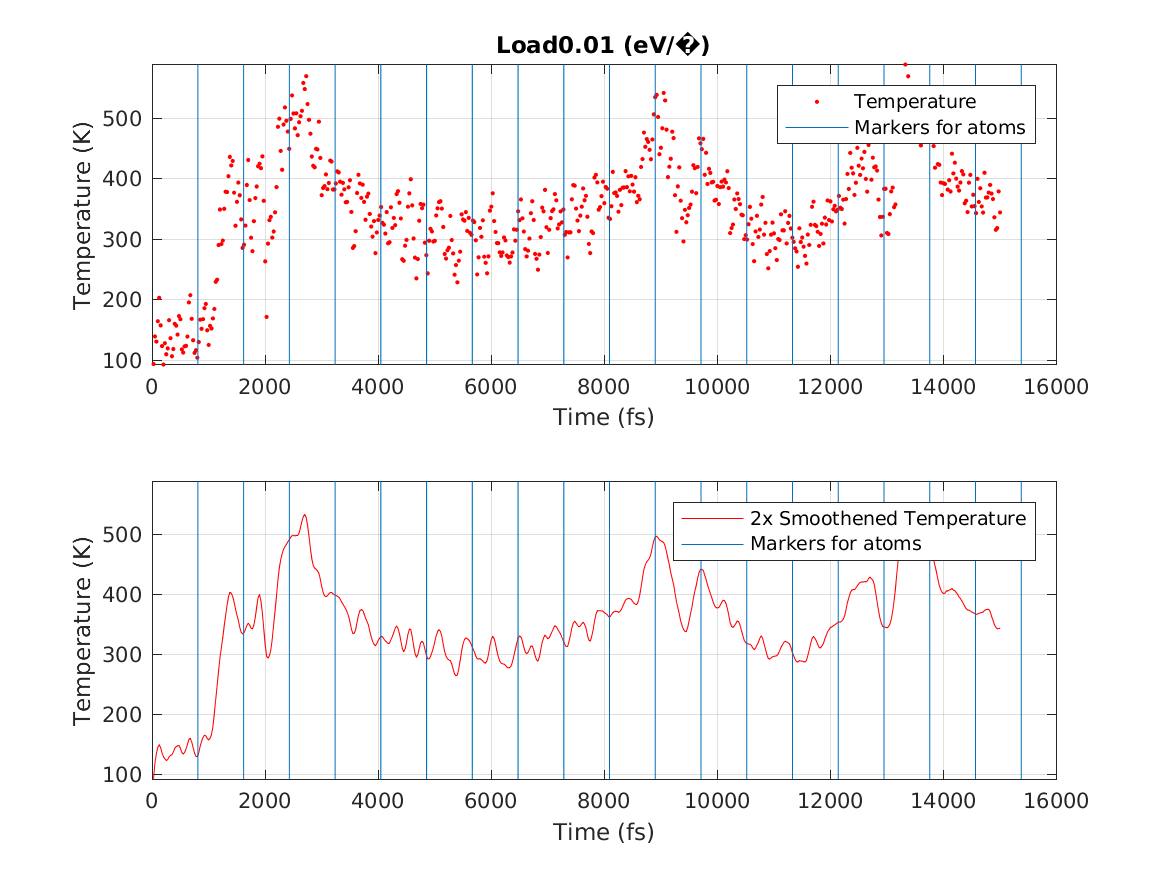 Load0.01 (eV/�)
Temperature (K)
500
400
300
200
100
Temperature
Markers for atoms
0 2000 4000 6000 8000 10000 12000 14000 16000
Time (fs)
Temperature (K)
500
400
300
200
100
2x Smoothened Temperature
Markers for atoms
0 2000 4000 6000 8000 10000 12000 14000 16000
Time (fs)